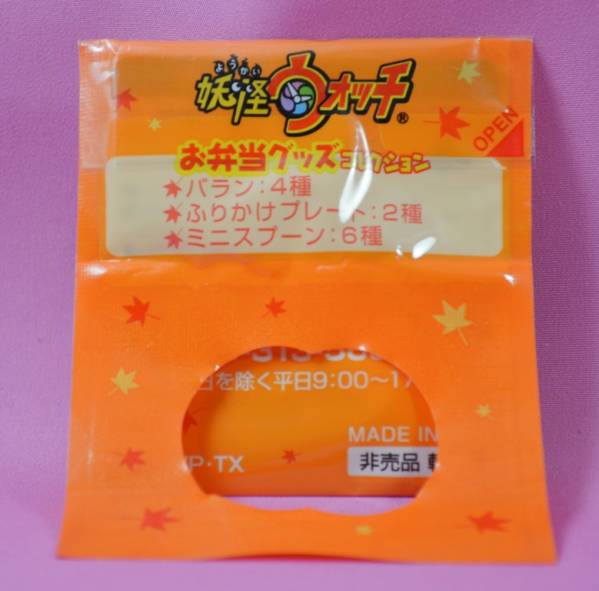 ようかい
妖怪ウォッチ®
OPEN
お弁当グッズコレクション
★バラン：4種
★ふりかけプレート：2種
★ミニスプーン：6種
日を除く平日9:00〜17
MADE IN
P・TX
非売品